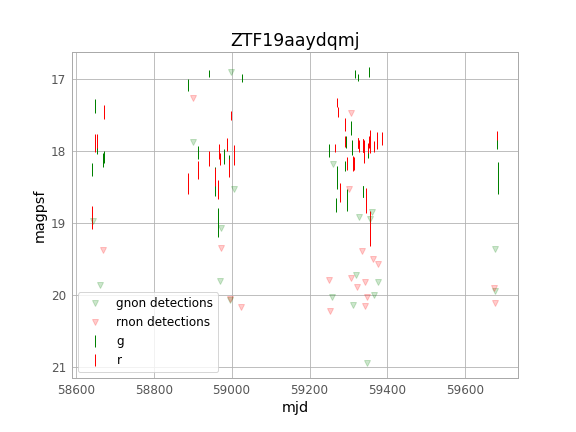 ZTF19aaydqmj
magpsf
17
18
19
20
21
gnon detections
rnon detections
g
r
58600
58800
59000
59200
59400
59600
mjd